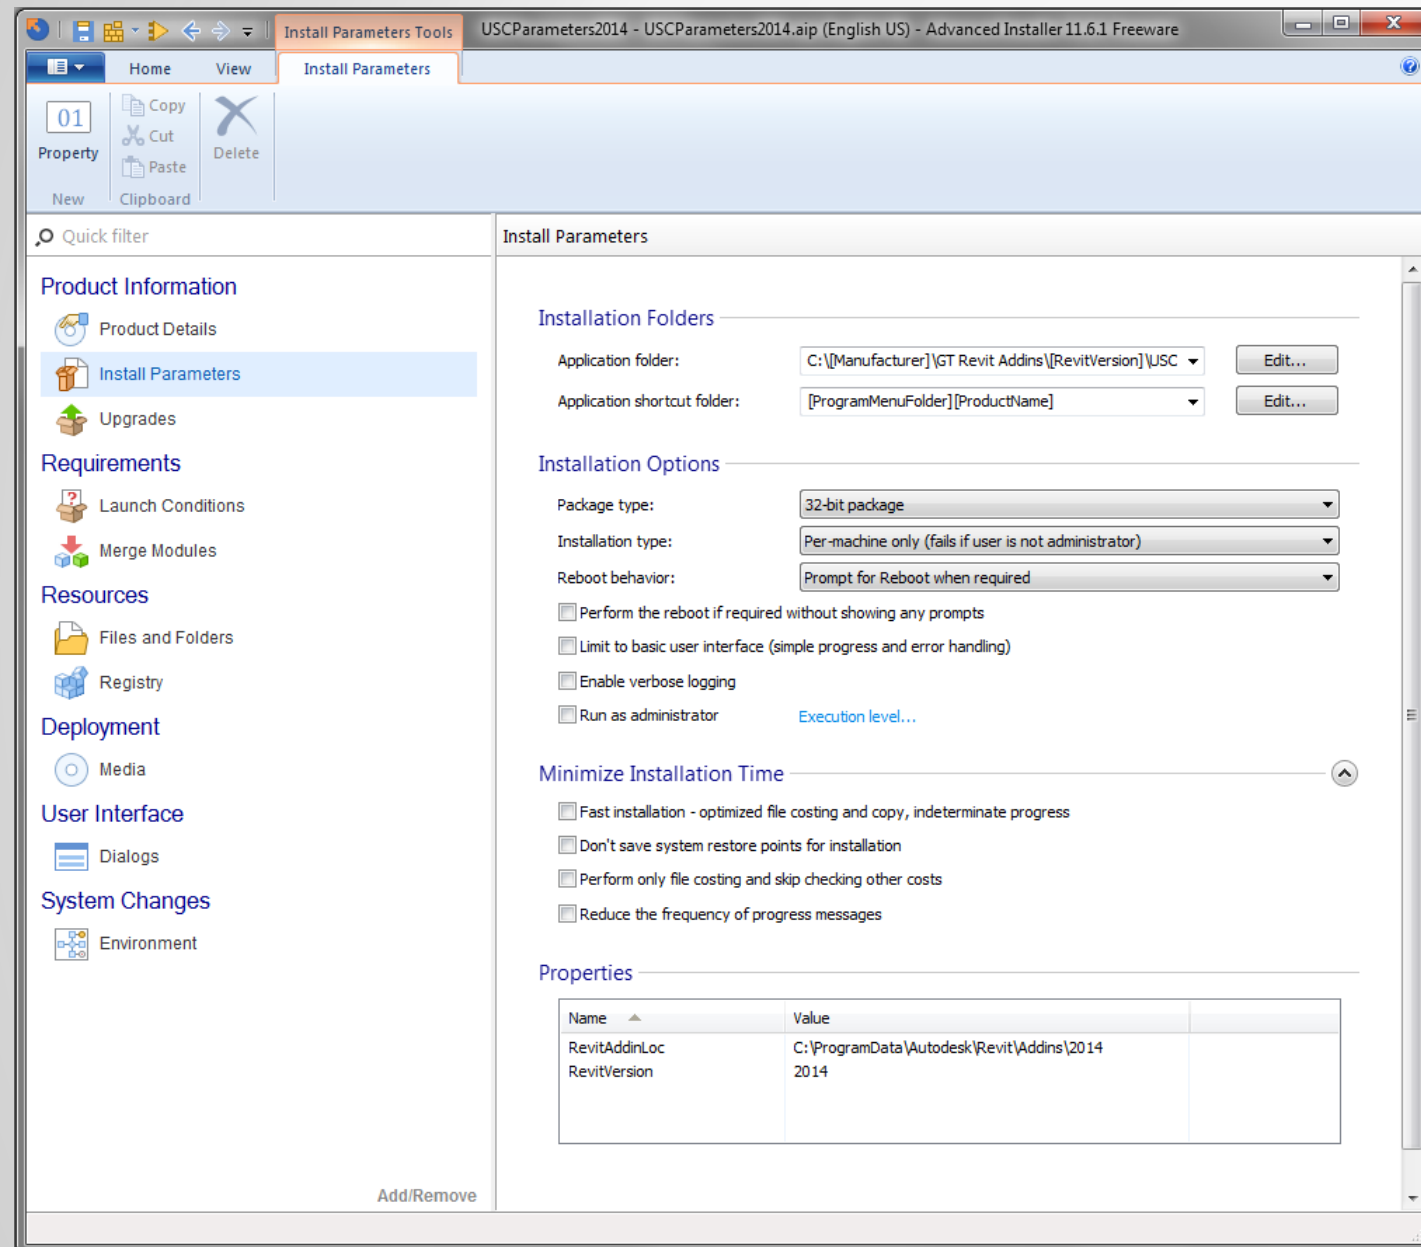 Install Parameters Tools
USCParameters2014 - USCParameters2014.aip (English US) - Advanced Installer 11.6.1 Freeware
Home
View
Install Parameters
01
Property
Copy
Cut
Paste
Delete
New
Clipboard
Quick filter
Install Parameters
Product Information
Product Details
Install Parameters
Upgrades
Requirements
Launch Conditions
Merge Modules
Resources
Files and Folders
Registry
Deployment
Media
User Interface
Dialogs
System Changes
Environment
Add/Remove
Installation Folders
Application folder: C:\[Manufacturer]\GT Revit Addins\[RevitVersion]\USC Edit...
Application shortcut folder: [ProgramMenuFolder][ProductName] Edit...
Installation Options
Package type: 32-bit package
Installation type: Per-machine only (fails if user is not administrator)
Reboot behavior: Prompt for Reboot when required
Perform the reboot if required without showing any prompts
Limit to basic user interface (simple progress and error handling)
Enable verbose logging
Run as administrator Execution level...
Minimize Installation Time
Fast installation - optimized file costing and copy, indeterminate progress
Don't save system restore points for installation
Perform only file costing and skip checking other costs
Reduce the frequency of progress messages
Properties
Name Value
RevitAddinLoc C:\ProgramData\Autodesk\Revit\Addins\2014
RevitVersion 2014